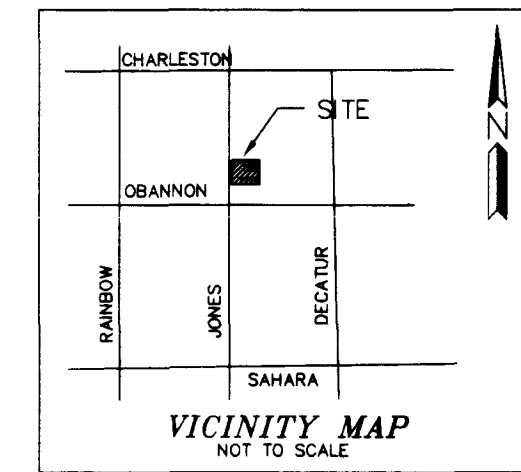 CHARLESTON
N
SITE
OBANNON
RAINBOW
JONES
DECATUR
SAHARA
VICINITY MAP
NOT TO SCALE